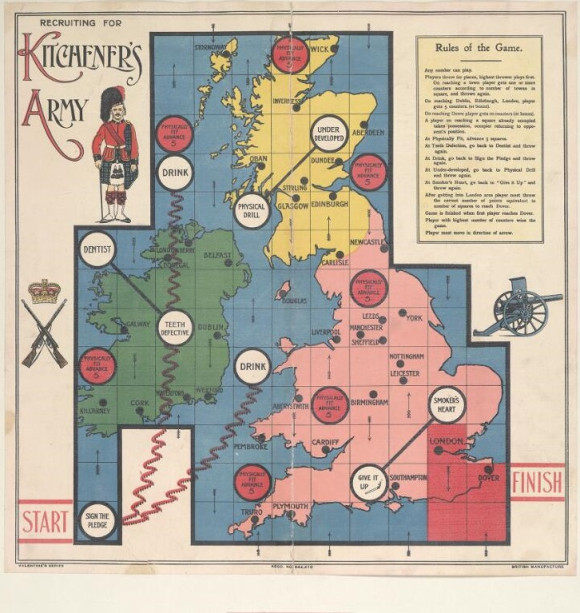 RECRUITING FOR
KITCHENER'S
ARMY
Rules of the Game.
Any number can play.
Players throw for places, highest thrower plays first.
On reaching a town player gets one or more
counters according to number of towns in
square, and throws again.
On reaching Dublin, Edinburgh, London, player
gets 5 counters
On reaching Dover player gets 10 counters
A player on reaching a square already occupied
takes possession, occupier returning to oppo-
nent's position.
At Physically Fit, advance 5 squares.
At Teeth Defective, go back to Dentist and throw
again.
At Drink, go back to Sign the Pledge and throw
again.
At Under-developed, go back to Physical Drill
and throw again.
At Smoker's Heart, go back to "Give it Up" and
throw again.
After getting into London area player must throw
the correct number of points equivalent to
number of squares to reach Dover.
Game is finished when first player reaches Dover.
Player with highest number of counters wins the
game.
Player must move in direction of arrow.
STORNOWAY
PHYSICALLY
FIT
ADVANCE
5
WICK
INVERNESS
PHYSICALLY
FIT
ADVANCE
5
UNDER
DEVELOPED
ABERDEEN
DRINK
OBAN
DUNDEE
PHYSICALLY
FIT
ADVANCE
5
STIRLING
PHYSICAL
DRILL
GLASGOW
EDINBURGH
DENTIST
LONDONDERRY
DONEGAL
BELFAST
NEWCASTLE
CARLISLE
DOUGLAS
PHYSICALLY
FIT
ADVANCE
5
GALWAY
TEETH
DEFECTIVE
DUBLIN
LEEDS
YORK
LIVERPOOL
MANCHESTER
SHEFFIELD
PHYSICALLY
FIT
ADVANCE
5
DRINK
NOTTINGHAM
LEICESTER
KILLARNEY
CORK
WATERFORD
WEXFORD
ABERYSTWITH
PHYSICALLY
FIT
ADVANCE
5
BIRMINGHAM
SMOKER'S
HEART
PEMBROKE
CARDIFF
LONDON
PHYSICALLY
FIT
ADVANCE
5
GIVE IT
UP
SOUTHAMPTON
DOVER
FINISH
START
SIGN THE
PLEDGE
TRURO
PLYMOUTH
VALENTINE'S SERIES
BRITISH MANUFACTURE